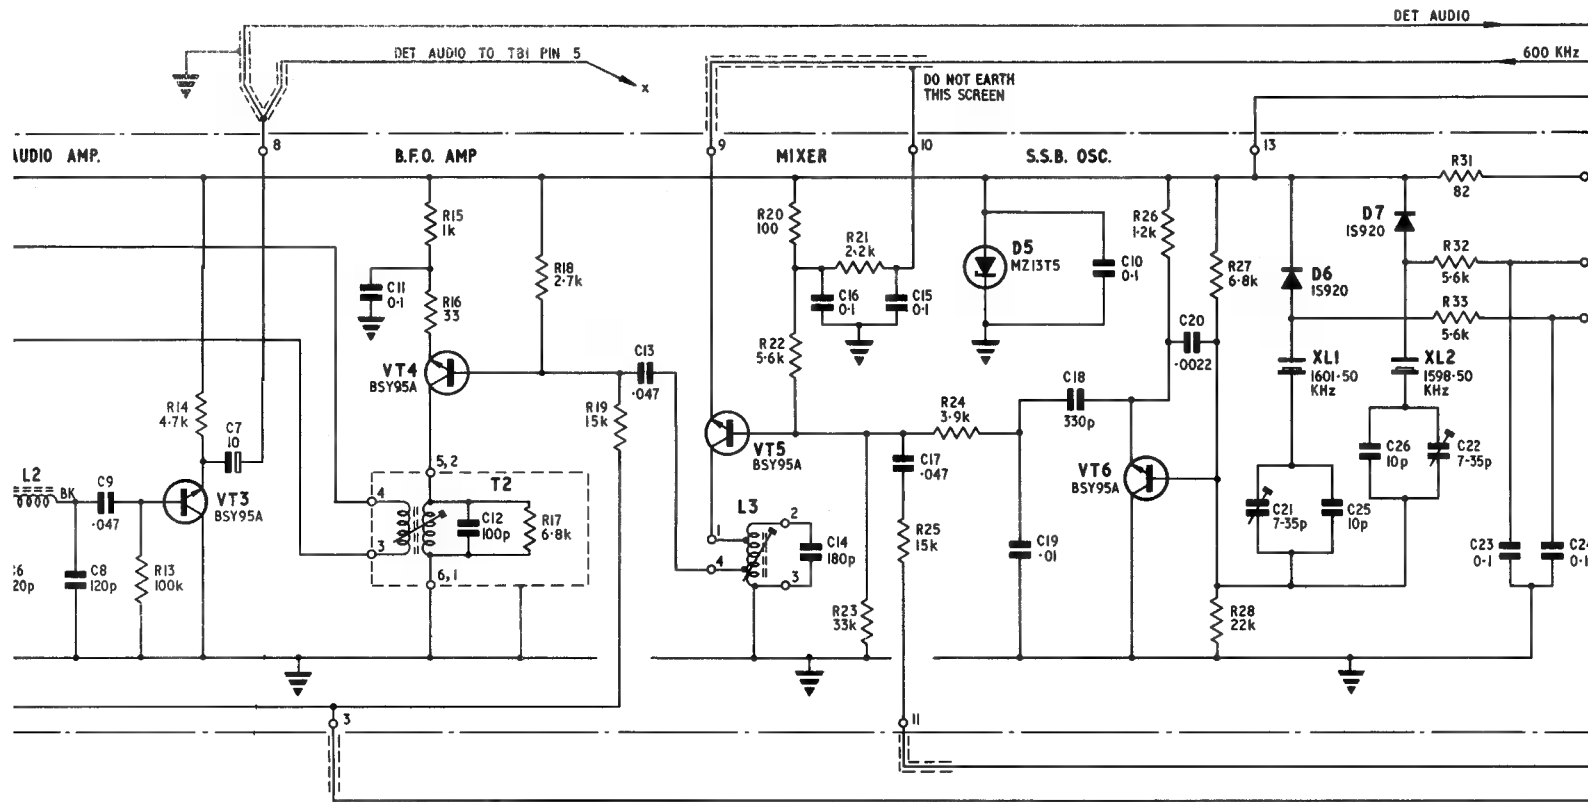 DET AUDIO
DET AUDIO TO TB1 PIN 5
x
600 KHz
DO NOT EARTH
THIS SCREEN
8
9
10
13
AUDIO AMP.
B.F.O. AMP
MIXER
S.S.B. OSC.
R31
82
R15
1k
R20
100
R21
2·2k
R26
1·2k
D7
IS920
R18
2·7k
D5
MZ13T5
C10
0·1
R27
6·8k
R32
5·6k
C11
0·1
R16
33
C16
0·1
C15
0·1
D6
IS920
R33
5·6k
C20
·0022
R22
5·6k
C13
·047
XL1
1601·50
KHz
XL2
1598·50
KHz
VT4
BSY95A
R14
4·7k
C7
10
R19
15k
C18
330p
R24
3·9k
VT5
BSY95A
C17
·047
C26
10p
C22
7-35p
VT6
BSY95A
L2
BK
C9
·047
VT3
BSY95A
5,2
T2
4
3
C12
100p
R17
6·8k
6,1
L3
1
2
4
3
C14
180p
R25
15k
C21
7-35p
C25
10p
C19
·01
C23
0·1
C24
0·1
C6
20p
C8
120p
R13
100k
R23
33k
R28
22k
3
11